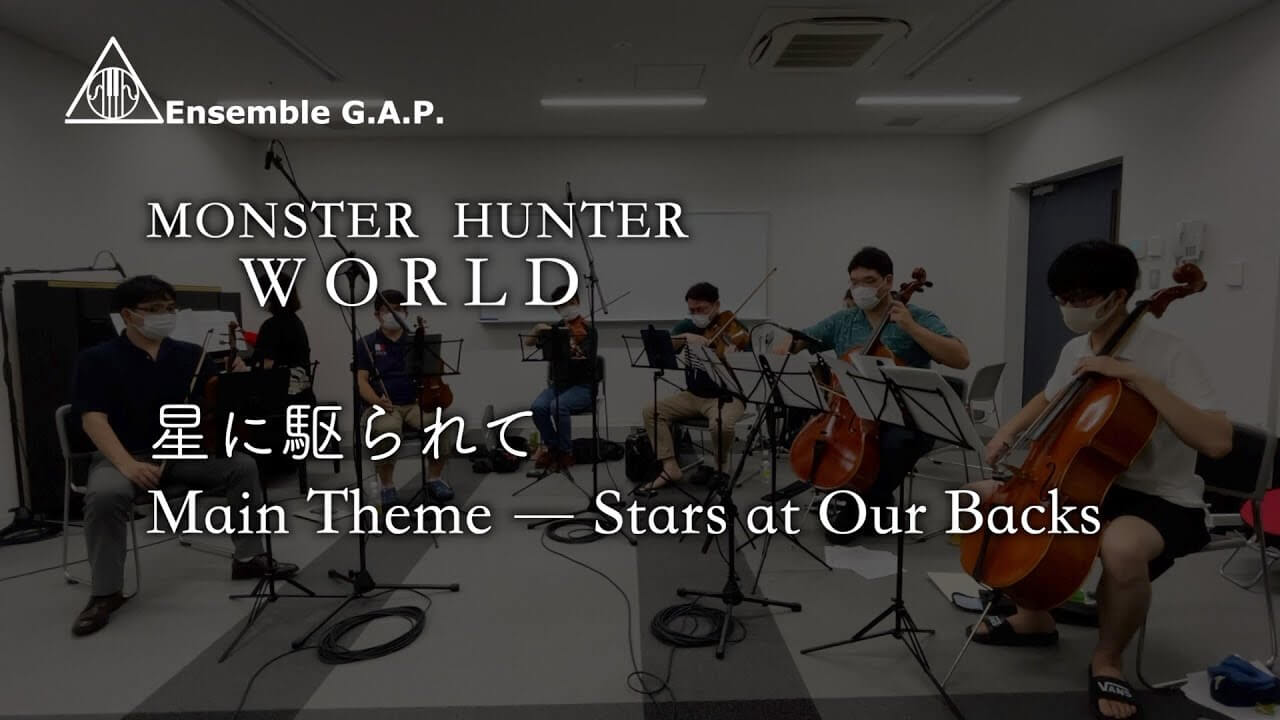 Ensemble G.A.P.
MONSTER HUNTER
WORLD
星に駆られて
Main Theme — Stars at Our Backs
VANS